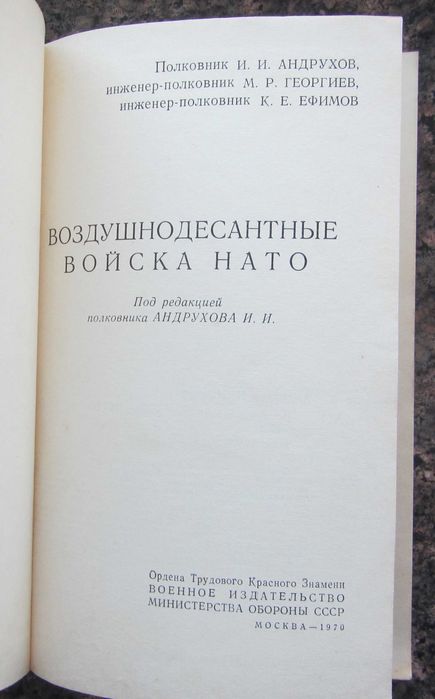 Полковник И. И. АНДРУХОВ,
инженер-полковник М. Р. ГЕОРГИЕВ,
инженер-полковник К. Е. ЕФИМОВ
ВОЗДУШНОДЕСАНТНЫЕ
ВОЙСКА НАТО
Под редакцией
полковника АНДРУХОВА И. И.
Ордена Трудового Красного Знамени
ВОЕННОЕ ИЗДАТЕЛЬСТВО
МИНИСТЕРСТВА ОБОРОНЫ СССР
МОСКВА — 1970